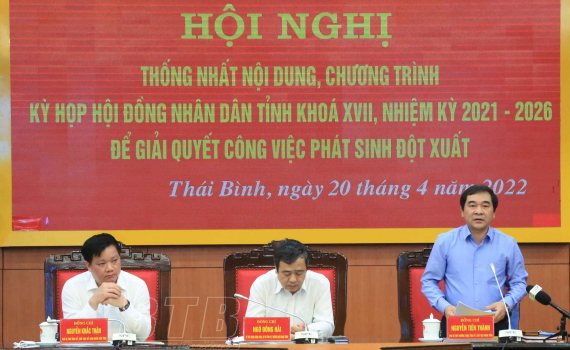 HỘI NGHỊ
THỐNG NHẤT NỘI DUNG, CHƯƠNG TRÌNH
KỲ HỌP HỘI ĐỒNG NHÂN DÂN TỈNH KHOÁ XVII, NHIỆM KỲ 2021 - 2026
ĐỂ GIẢI QUYẾT CÔNG VIỆC PHÁT SINH ĐỘT XUẤT
Thái Bình, ngày 20 tháng 4 năm 2022
ĐỒNG CHÍ
NGUYỄN KHẮC THẬN
ĐỒNG CHÍ
NGÔ ĐÔNG HẢI
ĐỒNG CHÍ
NGUYỄN TIẾN THÀNH